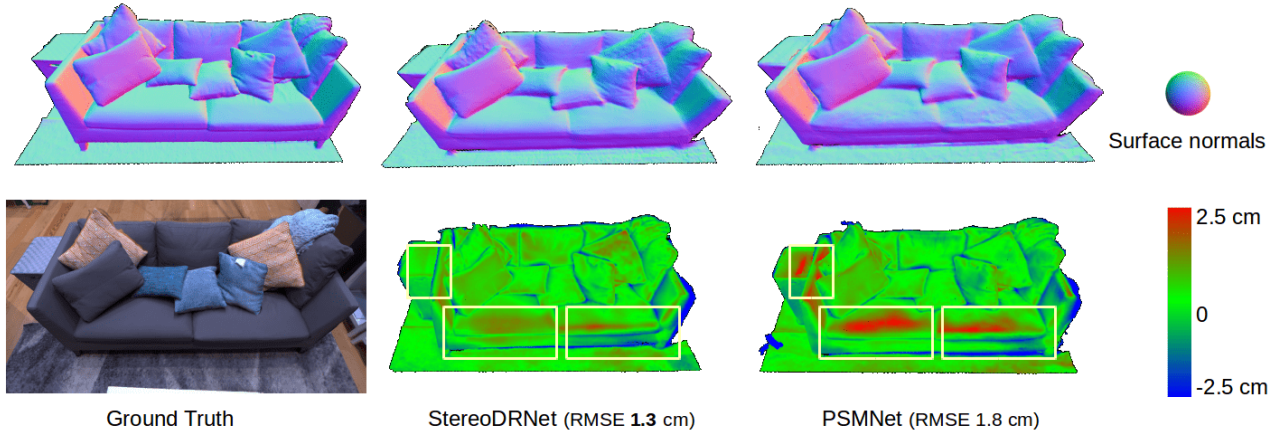 Surface normals
2.5 cm
0
-2.5 cm
Ground Truth
StereoDRNet (RMSE 1.3 cm)
PSMNet (RMSE 1.8 cm)